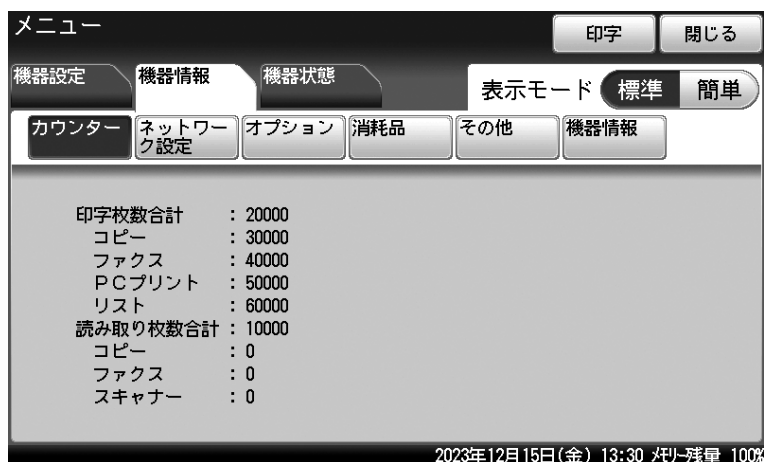 メニュー
印字
閉じる
機器設定
機器情報
機器状態
表示モード
標準
簡単
カウンター
ネットワー
ク設定
オプション
消耗品
その他
機器情報
印字枚数合計 : 20000
コピー : 30000
ファクス : 40000
PCプリント : 50000
リスト : 60000
読み取り枚数合計 : 10000
コピー : 0
ファクス : 0
スキャナー : 0
2023年12月15日(金) 13:30 メモリー残量 100%